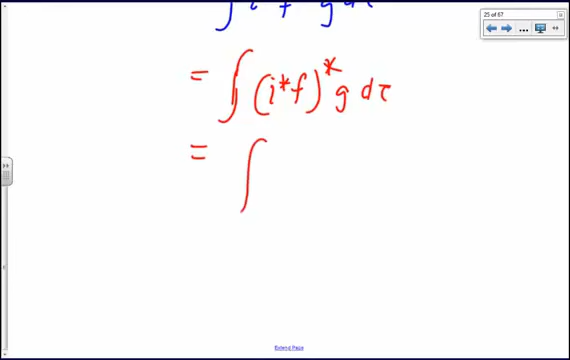 25 of 67
= ∫ (i*f)* g dτ
= ∫
Extend Page